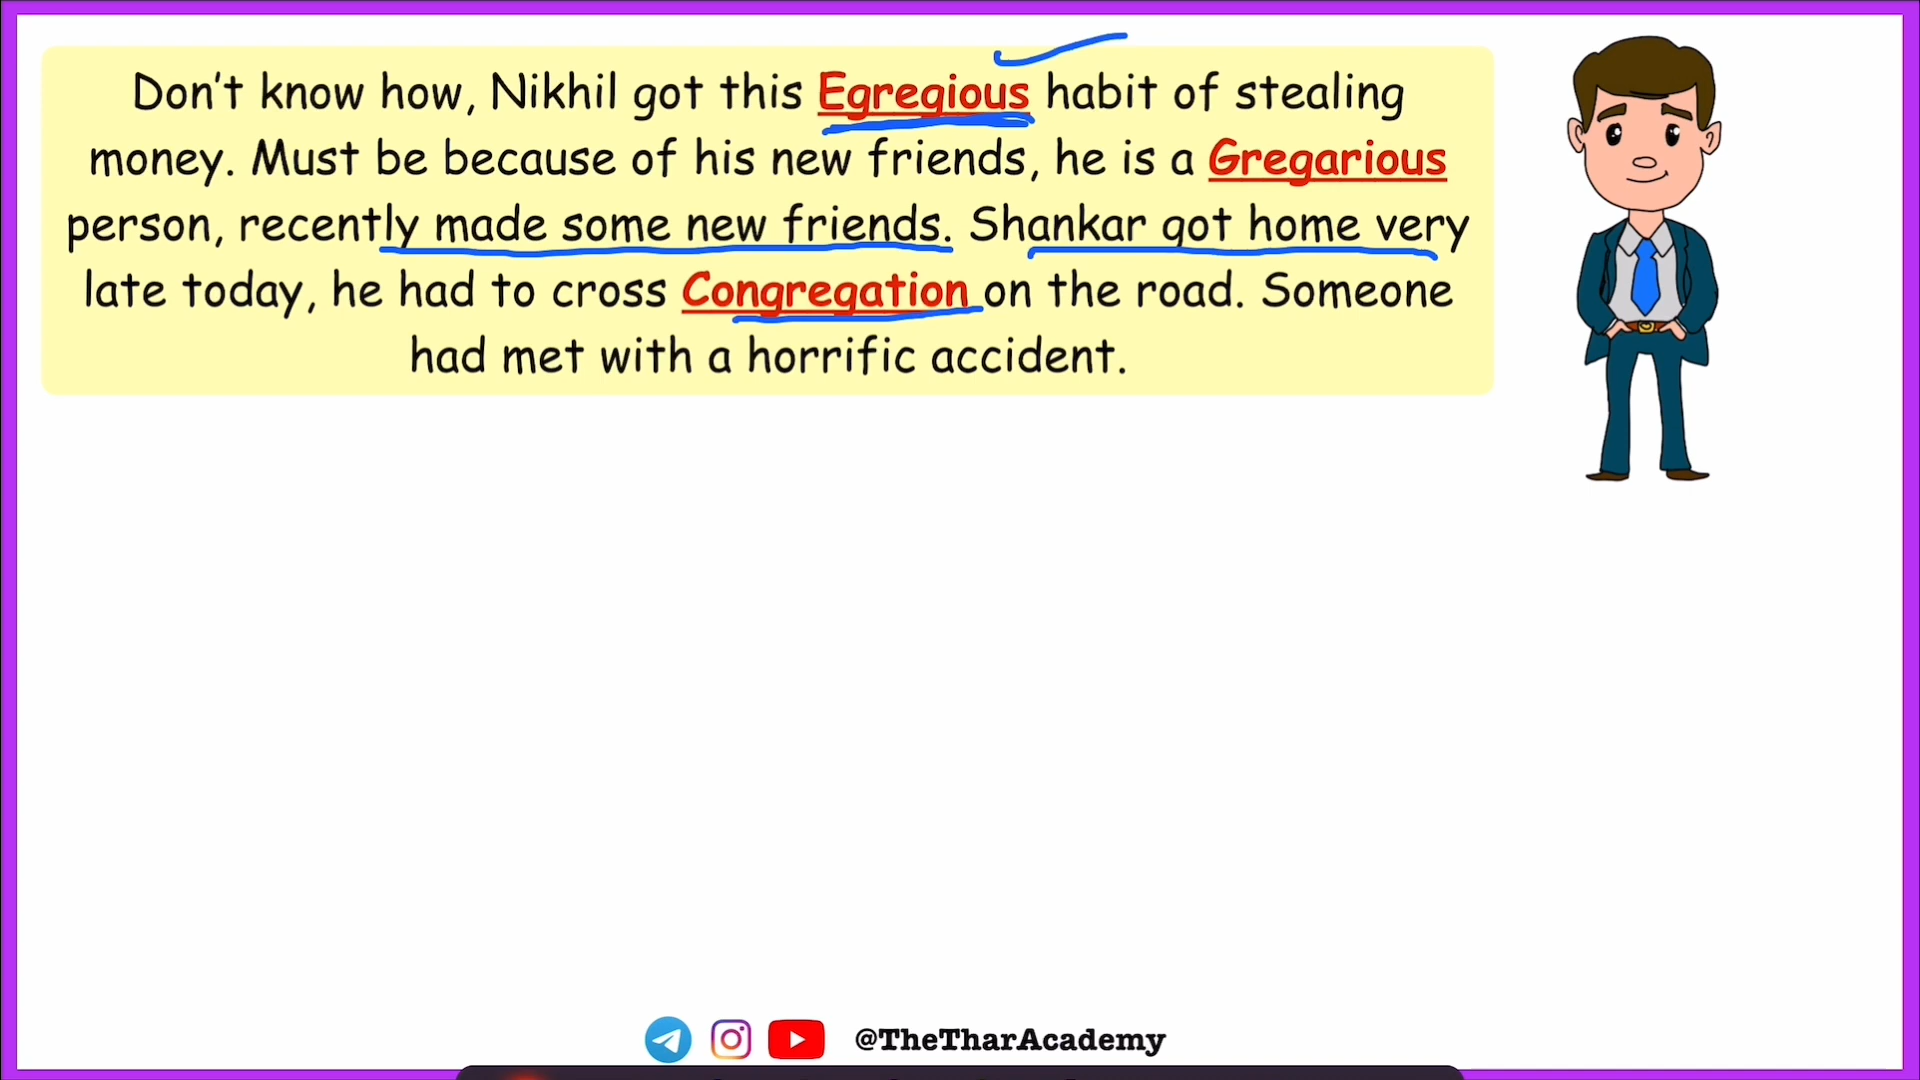 Don't know how, Nikhil got this Egregious habit of stealing
money. Must be because of his new friends, he is a Gregarious
person, recently made some new friends. Shankar got home very
late today, he had to cross Congregation on the road. Someone
had met with a horrific accident.
@TheTharAcademy